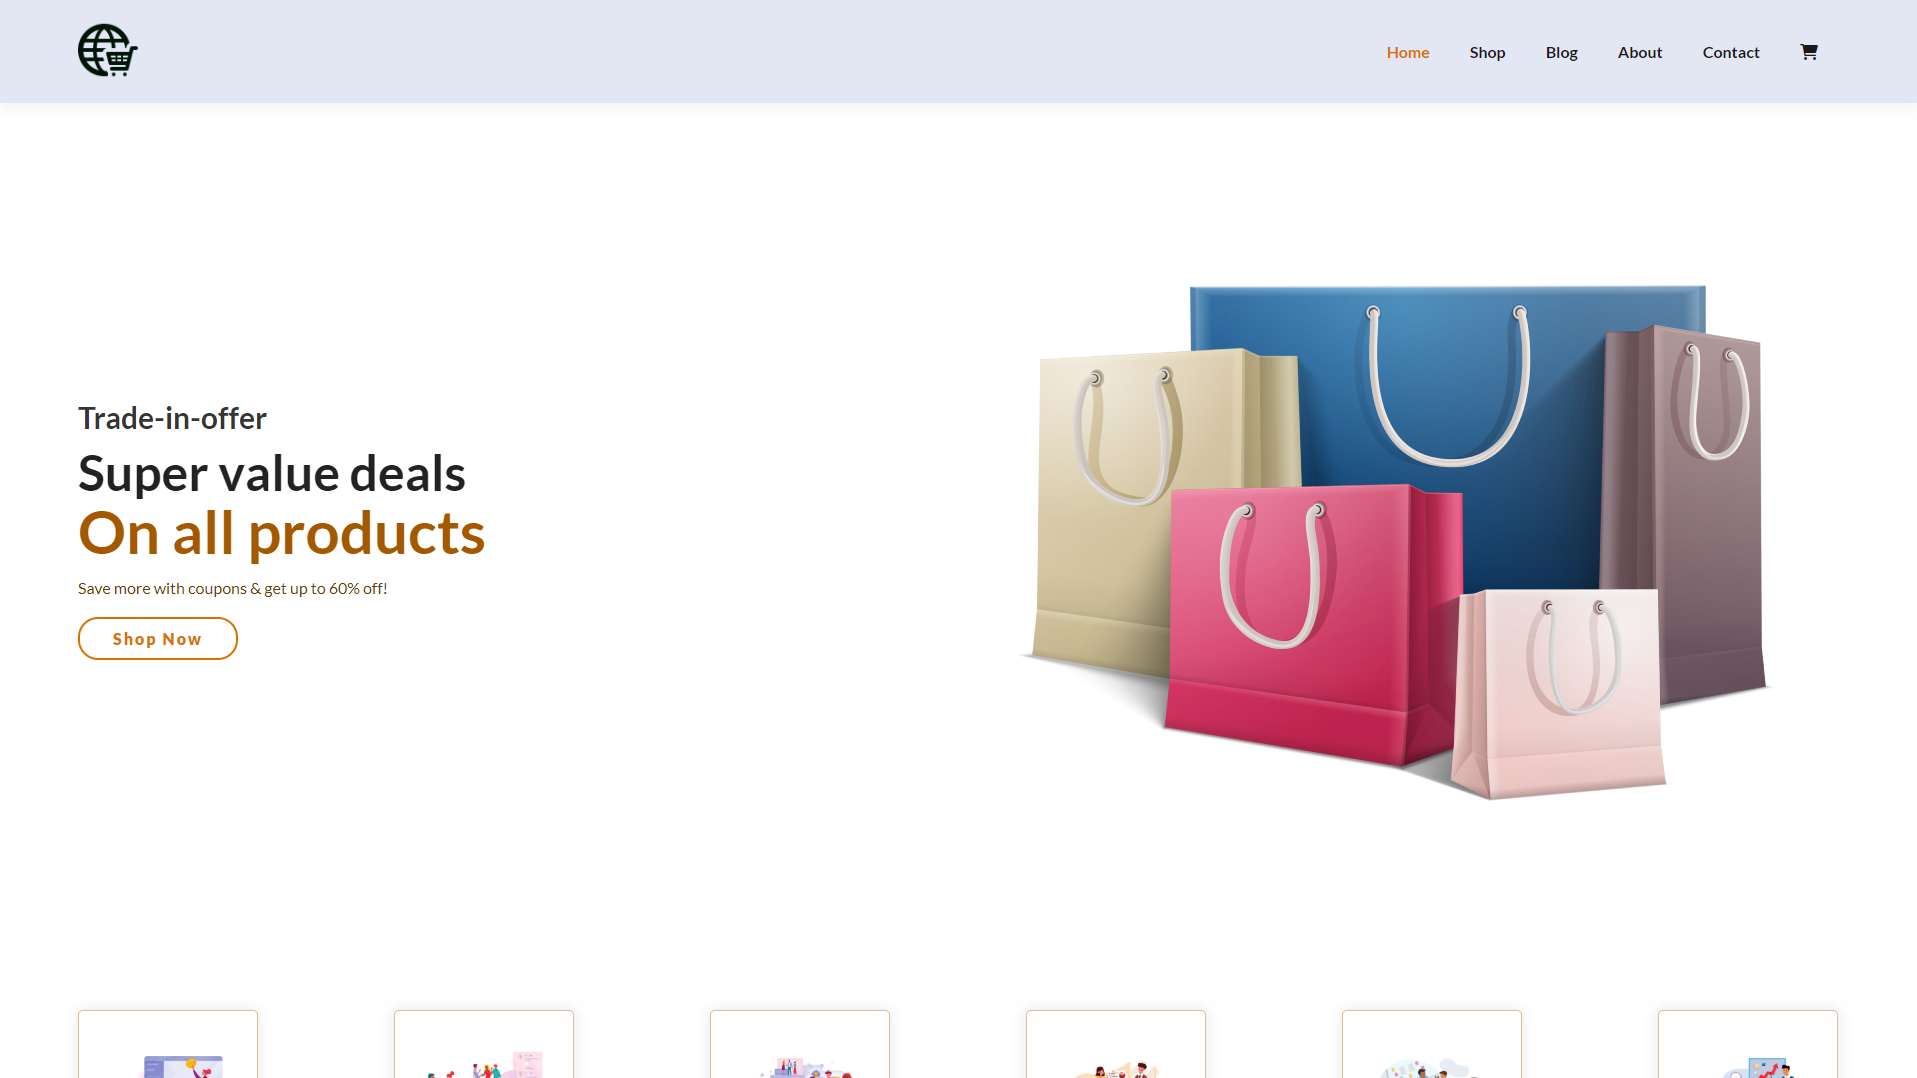 Home Shop Blog About Contact
Trade-in-offer
Super value deals
On all products
Save more with coupons & get up to 60% off!
Shop Now